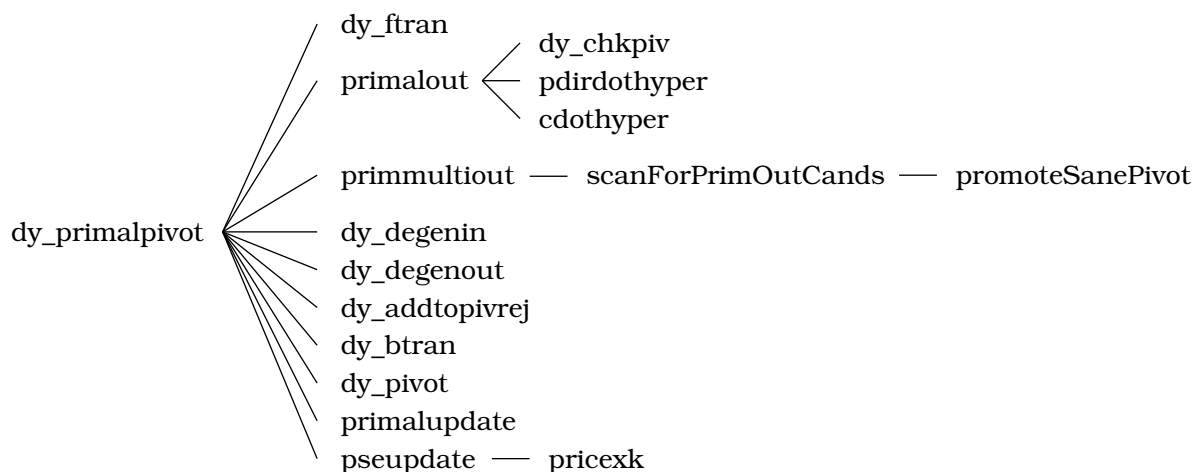 dy_ftran
dy_chkpiv
primalout
pdirdothyper
cdothyper
primmultiout
scanForPrimOutCands
promoteSanePivot
dy_primalpivot
dy_degenin
dy_degenout
dy_addtopivrej
dy_btran
dy_pivot
primalupdate
pseupdate
pricexk